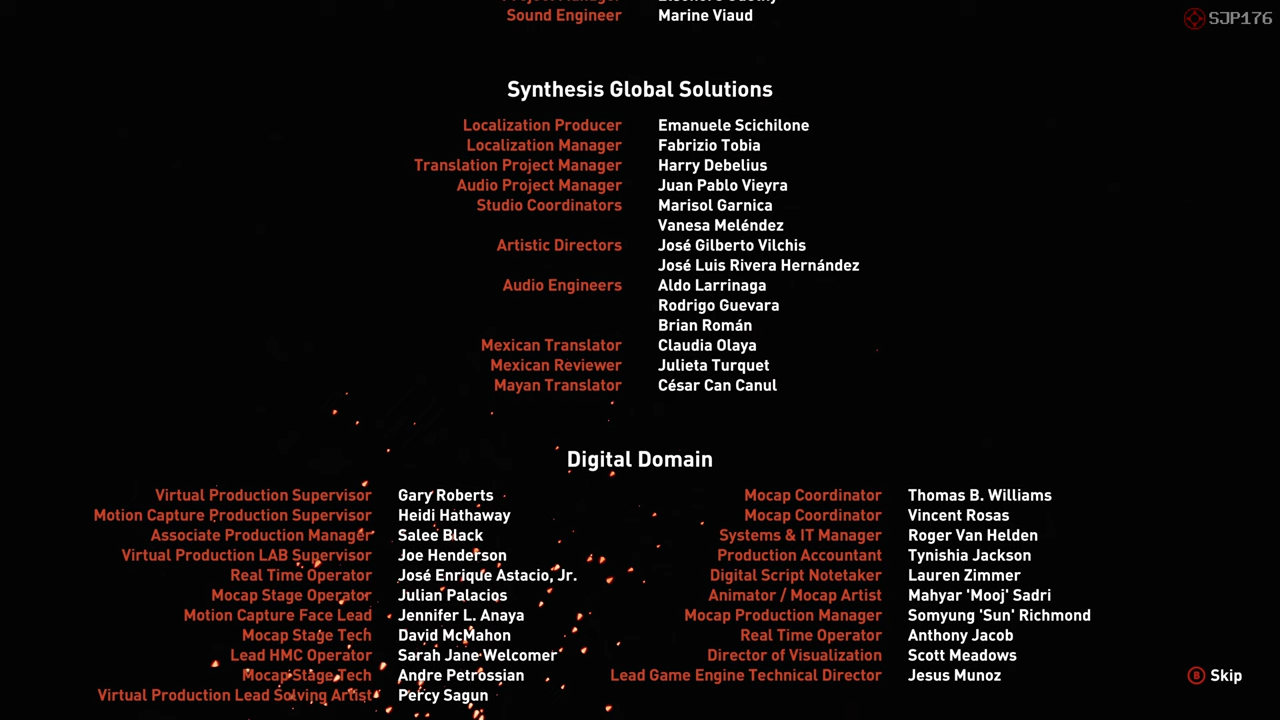 Sound Engineer Marine Viaud
SJP176
Synthesis Global Solutions
Localization Producer Emanuele Scichilone
Localization Manager Fabrizio Tobia
Translation Project Manager Harry Debelius
Audio Project Manager Juan Pablo Vieyra
Studio Coordinators Marisol Garnica
Vanesa Meléndez
Artistic Directors José Gilberto Vilchis
José Luis Rivera Hernández
Audio Engineers Aldo Larrinaga
Rodrigo Guevara
Brian Román
Mexican Translator Claudia Olaya
Mexican Reviewer Julieta Turquet
Mayan Translator César Can Canul
Digital Domain
Virtual Production Supervisor Gary Roberts
Motion Capture Production Supervisor Heidi Hathaway
Associate Production Manager Salee Black
Virtual Production LAB Supervisor Joe Henderson
Real Time Operator José Enrique Astacio, Jr.
Mocap Stage Operator Julian Palacios
Motion Capture Face Lead Jennifer L. Anaya
Mocap Stage Tech David McMahon
Lead HMC Operator Sarah Jane Welcomer
Mocap Stage Tech Andre Petrossian
Virtual Production Lead Solving Artist Percy Sagun
Mocap Coordinator Thomas B. Williams
Mocap Coordinator Vincent Rosas
Systems & IT Manager Roger Van Helden
Production Accountant Tynishia Jackson
Digital Script Notetaker Lauren Zimmer
Animator / Mocap Artist Mahyar 'Mooj' Sadri
Mocap Production Manager Somyung 'Sun' Richmond
Real Time Operator Anthony Jacob
Director of Visualization Scott Meadows
Lead Game Engine Technical Director Jesus Munoz
B Skip